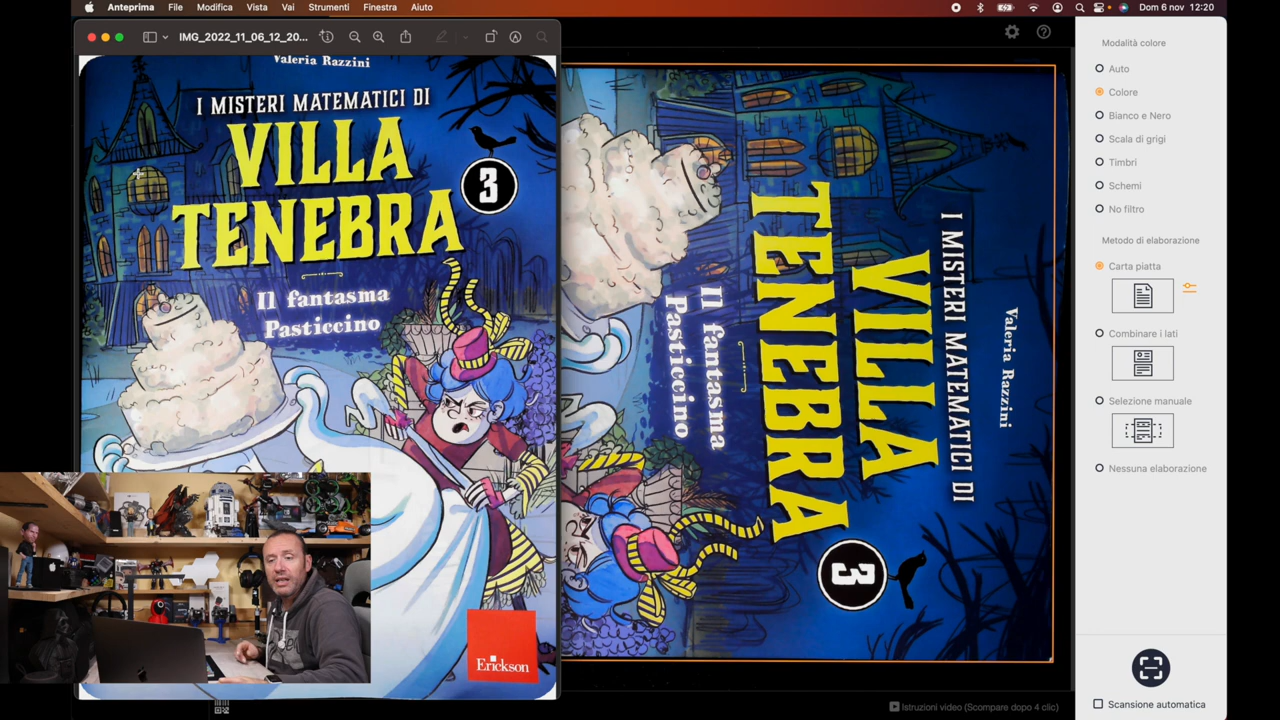 Anteprima File Modifica Vista Vai Strumenti Finestra Aiuto
Dom 6 nov 12:20
IMG_2022_11_06_12_20...
Valeria Razzini
I MISTERI MATEMATICI DI
VILLA
TENEBRA
3
Il fantasma
Pasticcino
Erickson
Valeria Razzini
I MISTERI MATEMATICI DI
VILLA
TENEBRA
3
Il fantasma
Pasticcino
Modalità colore
Auto
Colore
Bianco e Nero
Scala di grigi
Timbri
Schemi
No filtro
Metodo di elaborazione
Carta piatta
Combinare i lati
Selezione manuale
Nessuna elaborazione
Istruzioni video (Scompare dopo 4 clic)
Scansione automatica